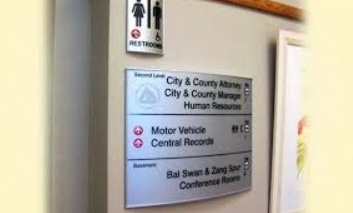 RESTROOMS
Second Level
City & County Attorney
City & County Manager
Human Resources
Motor Vehicle
Central Records
Basement
Bal Swan & Zang Spur
Conference Rooms